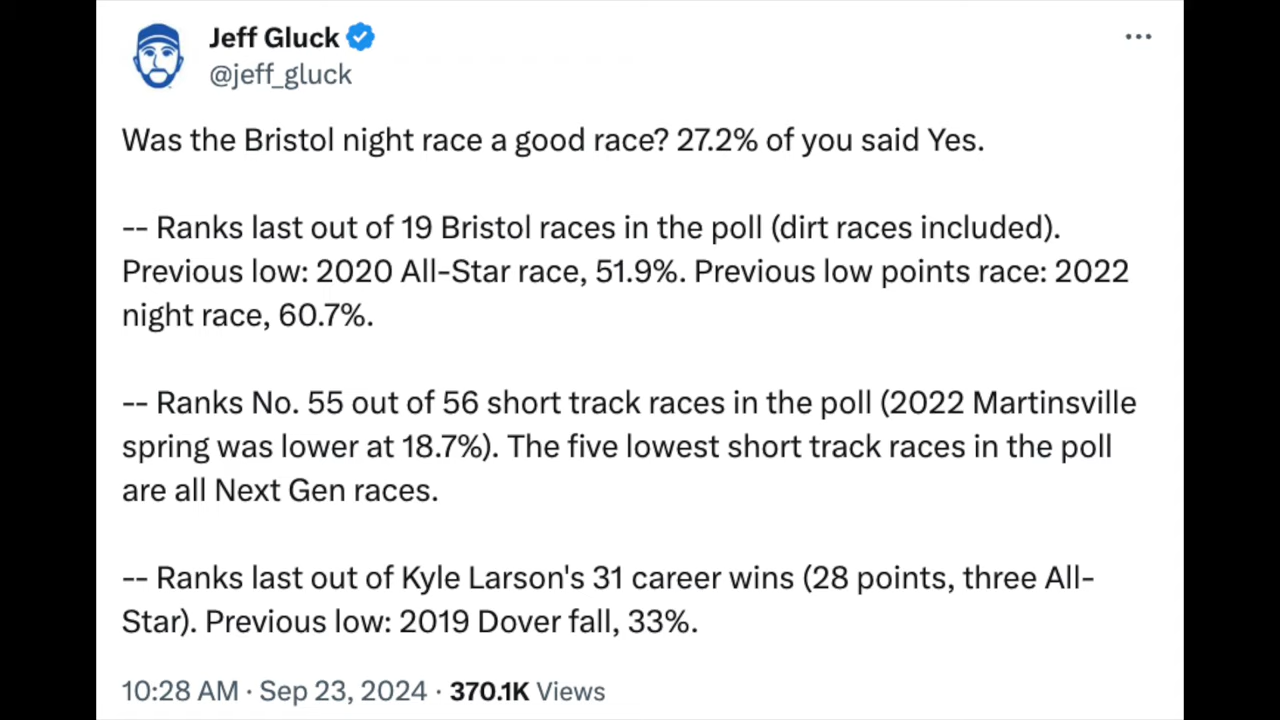 Jeff Gluck
@jeff_gluck
Was the Bristol night race a good race? 27.2% of you said Yes.
-- Ranks last out of 19 Bristol races in the poll (dirt races included).
Previous low: 2020 All-Star race, 51.9%. Previous low points race: 2022
night race, 60.7%.
-- Ranks No. 55 out of 56 short track races in the poll (2022 Martinsville
spring was lower at 18.7%). The five lowest short track races in the poll
are all Next Gen races.
-- Ranks last out of Kyle Larson's 31 career wins (28 points, three All-
Star). Previous low: 2019 Dover fall, 33%.
10:28 AM · Sep 23, 2024 · 370.1K Views